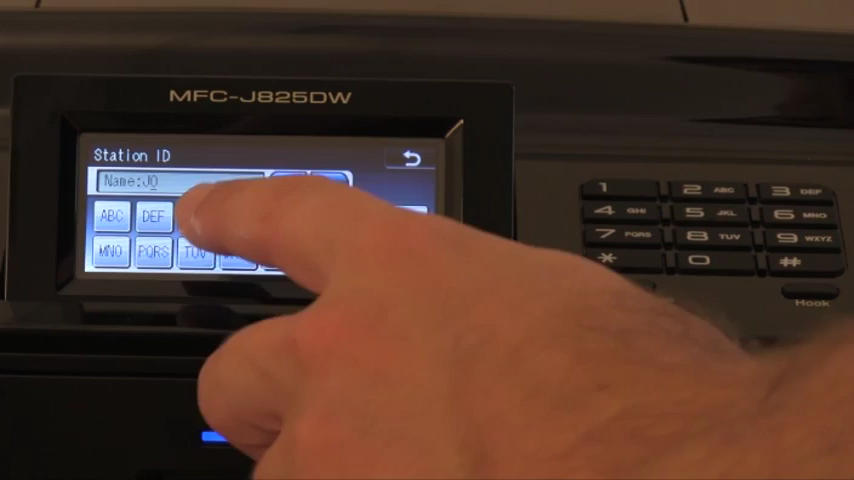 MFC-J825DW
Station ID
Name:JO
ABC DEF
MNO PQRS TUV
1 2 ABC 3 DEF
4 GHI 5 JKL 6 MNO
7 PQRS 8 TUV 9 WXYZ
* 0 #
Hook